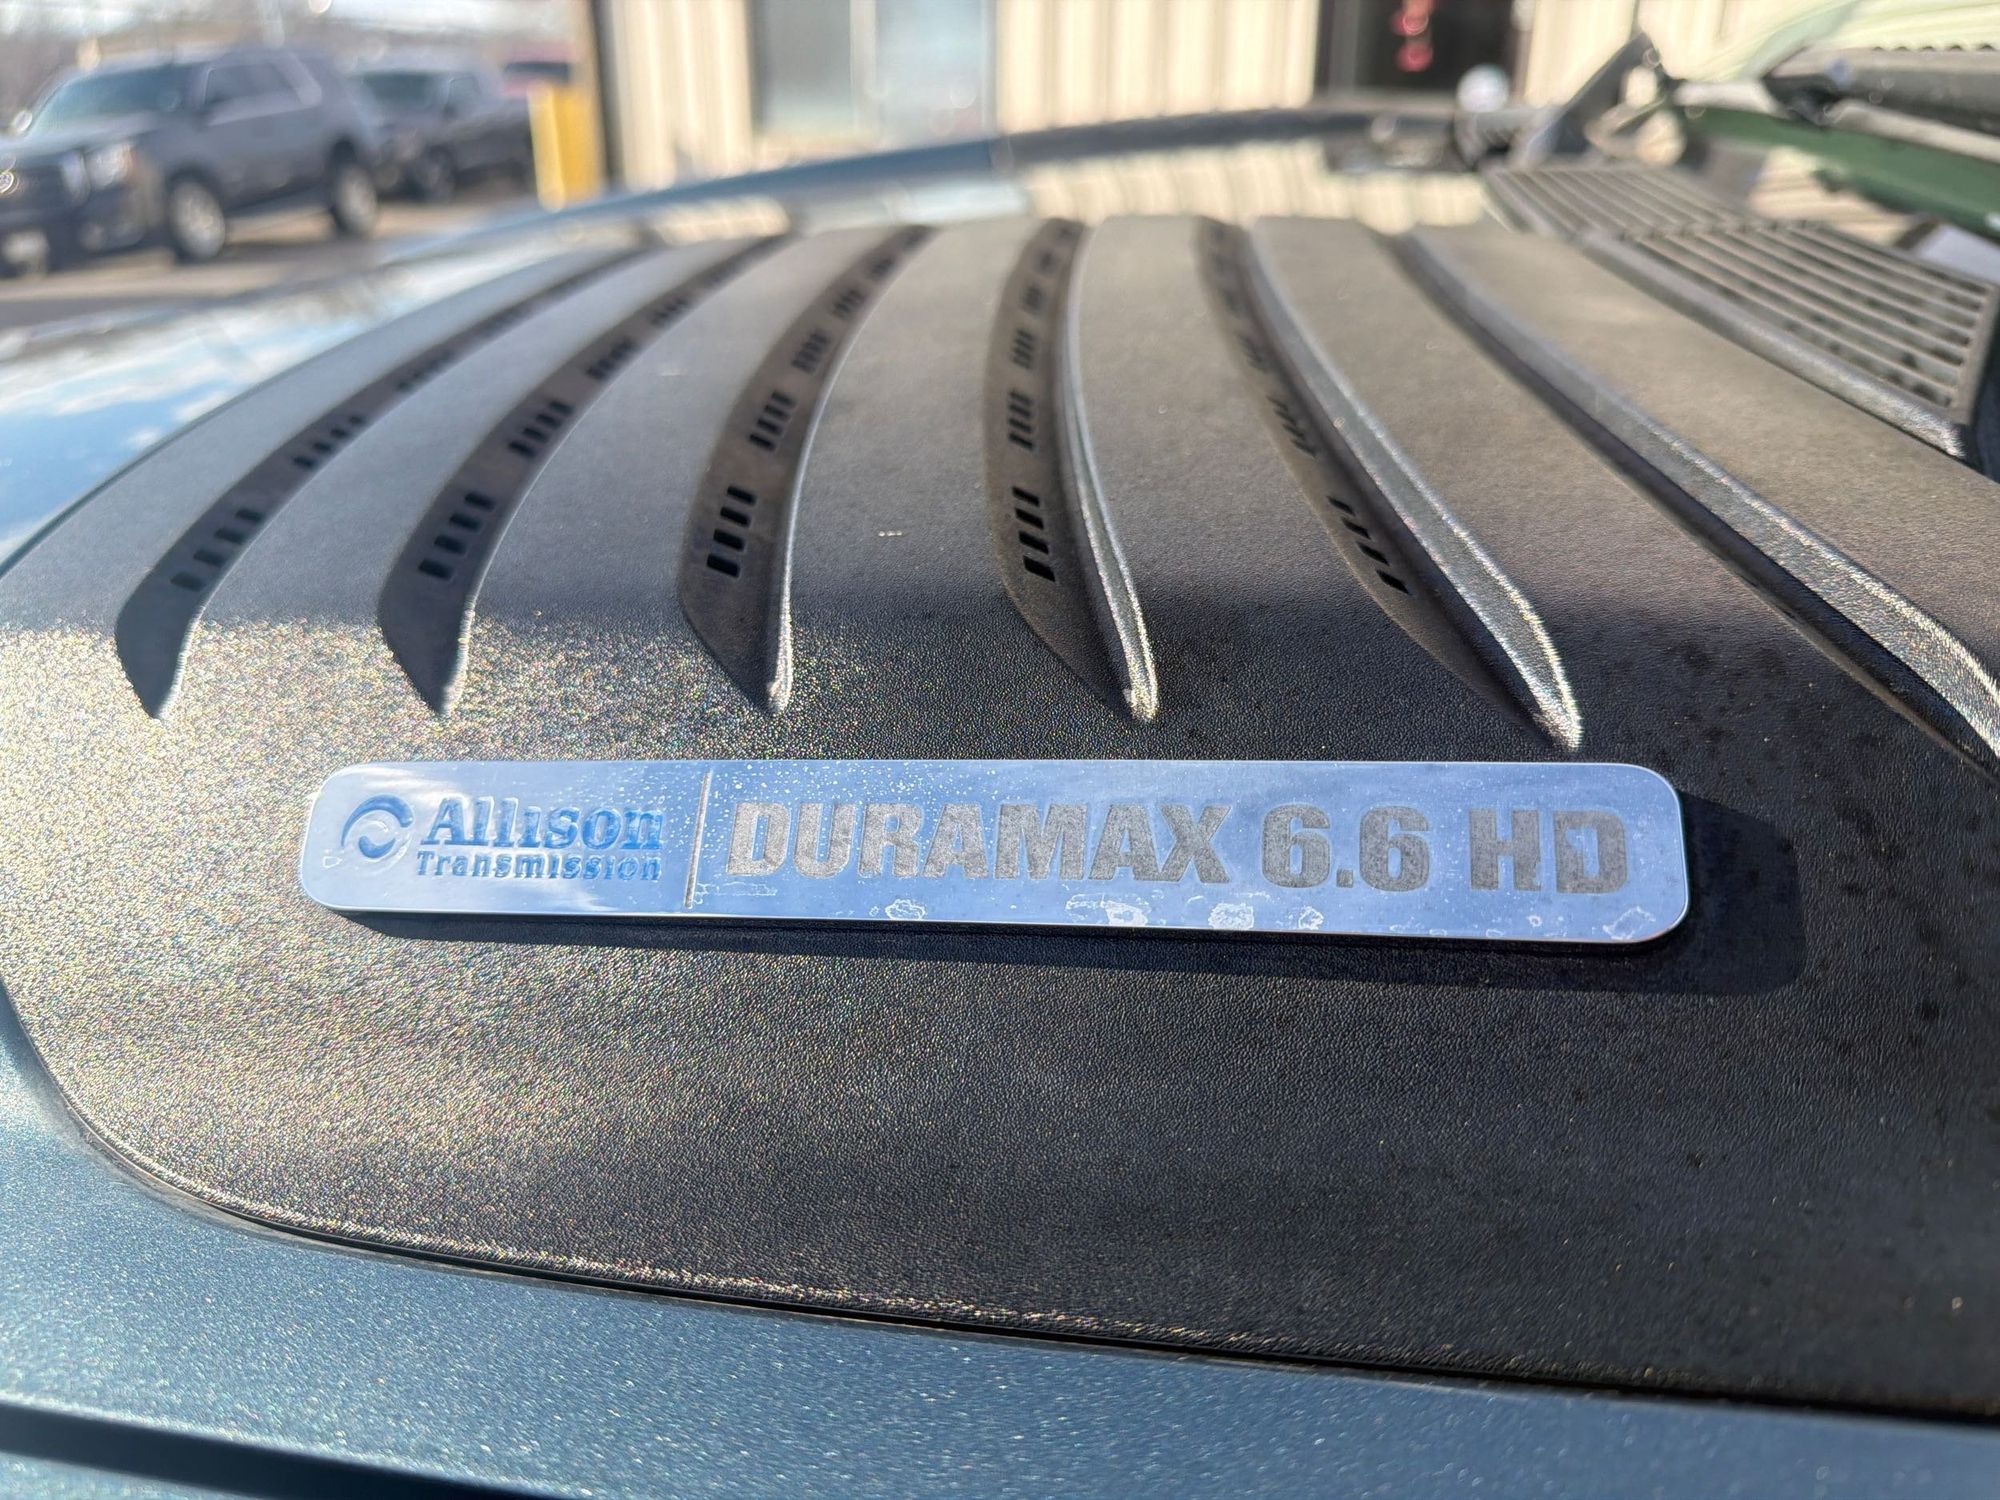 Allison
Transmission
DURAMAX 6.6 HD